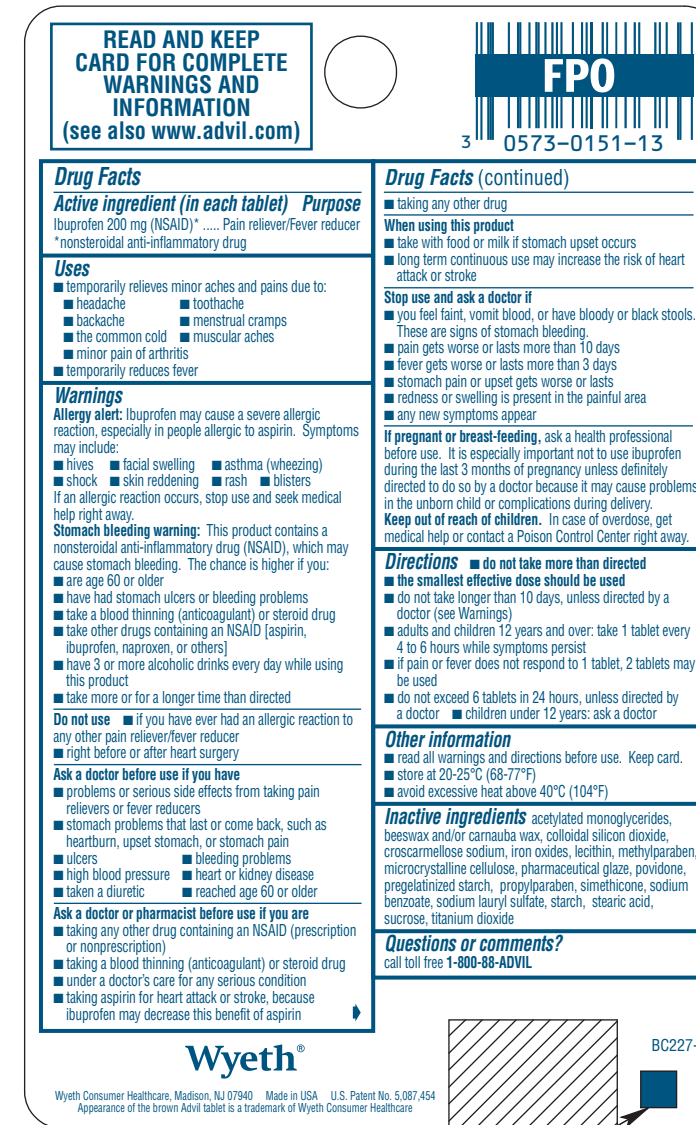 READ AND KEEP
CARD FOR COMPLETE
WARNINGS AND
INFORMATION
(see also www.advil.com)
FPO
3 0573-0151-13
Drug Facts
Active ingredient (in each tablet) Purpose
Ibuprofen 200 mg (NSAID)* ..... Pain reliever/Fever reducer
*nonsteroidal anti-inflammatory drug
Uses
■ temporarily relieves minor aches and pains due to:
■ headache ■ toothache
■ backache ■ menstrual cramps
■ the common cold ■ muscular aches
■ minor pain of arthritis
■ temporarily reduces fever
Warnings
Allergy alert: Ibuprofen may cause a severe allergic
reaction, especially in people allergic to aspirin. Symptoms
may include:
■ hives ■ facial swelling ■ asthma (wheezing)
■ shock ■ skin reddening ■ rash ■ blisters
If an allergic reaction occurs, stop use and seek medical
help right away.
Stomach bleeding warning: This product contains a
nonsteroidal anti-inflammatory drug (NSAID), which may
cause stomach bleeding. The chance is higher if you:
■ are age 60 or older
■ have had stomach ulcers or bleeding problems
■ take a blood thinning (anticoagulant) or steroid drug
■ take other drugs containing an NSAID [aspirin,
ibuprofen, naproxen, or others]
■ have 3 or more alcoholic drinks every day while using
this product
■ take more or for a longer time than directed
Do not use ■ if you have ever had an allergic reaction to
any other pain reliever/fever reducer
■ right before or after heart surgery
Ask a doctor before use if you have
■ problems or serious side effects from taking pain
relievers or fever reducers
■ stomach problems that last or come back, such as
heartburn, upset stomach, or stomach pain
■ ulcers ■ bleeding problems
■ high blood pressure ■ heart or kidney disease
■ taken a diuretic ■ reached age 60 or older
Ask a doctor or pharmacist before use if you are
■ taking any other drug containing an NSAID (prescription
or nonprescription)
■ taking a blood thinning (anticoagulant) or steroid drug
■ under a doctor's care for any serious condition
■ taking aspirin for heart attack or stroke, because
ibuprofen may decrease this benefit of aspirin
Drug Facts (continued)
■ taking any other drug
When using this product
■ take with food or milk if stomach upset occurs
■ long term continuous use may increase the risk of heart
attack or stroke
Stop use and ask a doctor if
■ you feel faint, vomit blood, or have bloody or black stools.
These are signs of stomach bleeding.
■ pain gets worse or lasts more than 10 days
■ fever gets worse or lasts more than 3 days
■ stomach pain or upset gets worse or lasts
■ redness or swelling is present in the painful area
■ any new symptoms appear
If pregnant or breast-feeding, ask a health professional
before use. It is especially important not to use ibuprofen
during the last 3 months of pregnancy unless definitely
directed to do so by a doctor because it may cause problems
in the unborn child or complications during delivery.
Keep out of reach of children. In case of overdose, get
medical help or contact a Poison Control Center right away.
Directions ■ do not take more than directed
■ the smallest effective dose should be used
■ do not take longer than 10 days, unless directed by a
doctor (see Warnings)
■ adults and children 12 years and over: take 1 tablet every
4 to 6 hours while symptoms persist
■ if pain or fever does not respond to 1 tablet, 2 tablets may
be used
■ do not exceed 6 tablets in 24 hours, unless directed by
a doctor ■ children under 12 years: ask a doctor
Other information
■ read all warnings and directions before use. Keep card.
■ store at 20-25°C (68-77°F)
■ avoid excessive heat above 40°C (104°F)
Inactive ingredients acetylated monoglycerides,
beeswax and/or carnauba wax, colloidal silicon dioxide,
croscarmellose sodium, iron oxides, lecithin, methylparaben,
microcrystalline cellulose, pharmaceutical glaze, povidone,
pregelatinized starch, propylparaben, simethicone, sodium
benzoate, sodium lauryl sulfate, starch, stearic acid,
sucrose, titanium dioxide
Questions or comments?
call toll free 1-800-88-ADVIL
Wyeth®
BC227-
Wyeth Consumer Healthcare, Madison, NJ 07940 Made in USA U.S. Patent No. 5,087,454
Appearance of the brown Advil tablet is a trademark of Wyeth Consumer Healthcare